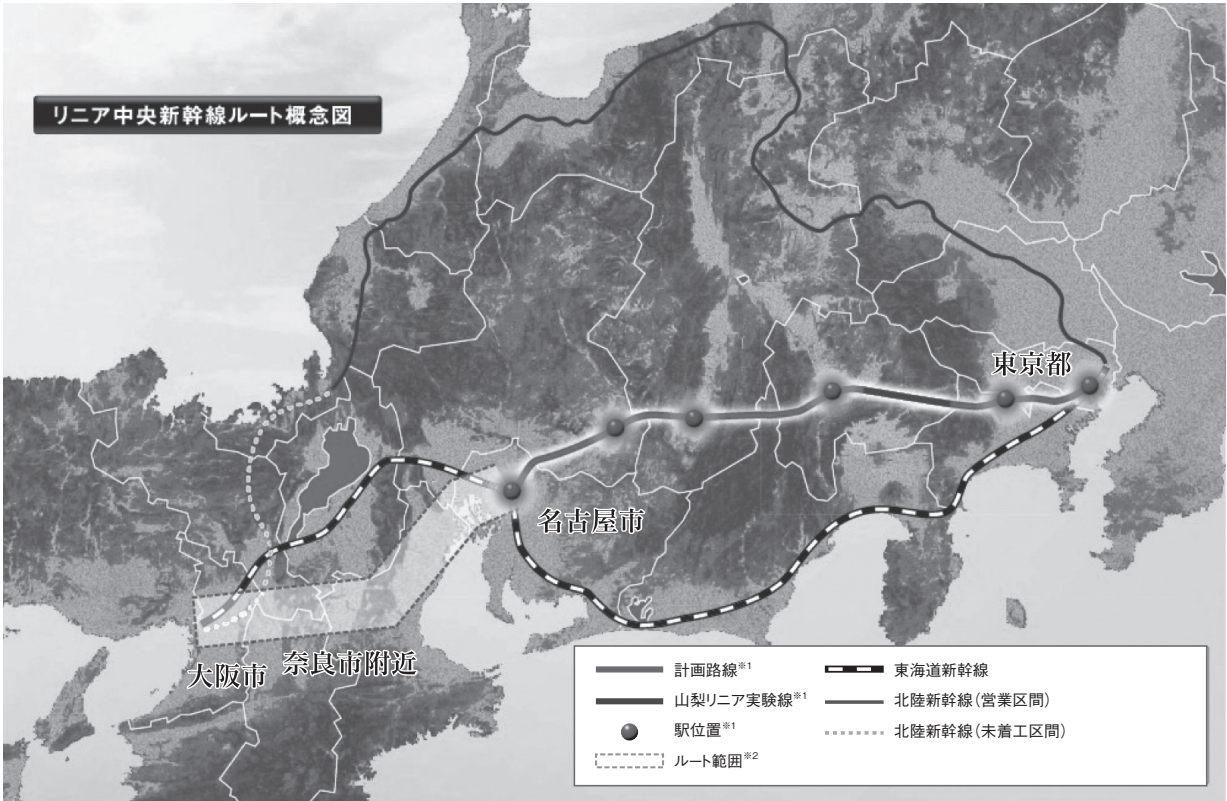 リニア中央新幹線ルート概念図
東京都
名古屋市
大阪市
奈良市附近
計画路線※1
山梨リニア実験線※1
駅位置※1
ルート範囲※2
東海道新幹線
北陸新幹線（営業区間）
北陸新幹線（未着工区間）